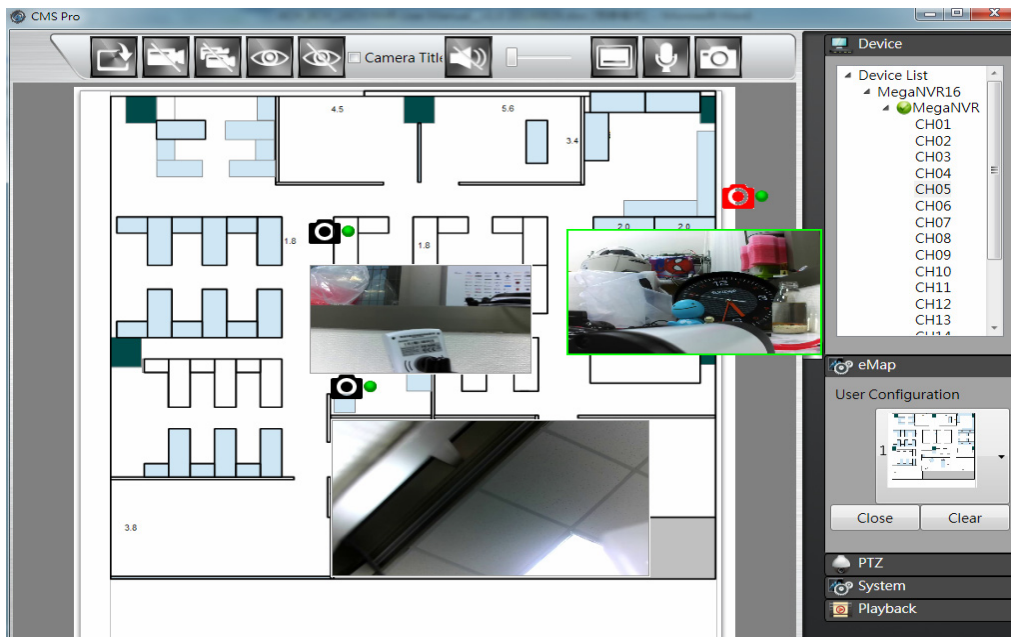 CMS Pro
Camera Title
Device
Device List
MegaNVR16
MegaNVR
CH01
CH02
CH03
CH04
CH05
CH06
CH07
CH08
CH09
CH10
CH11
CH12
CH13
CH14
eMap
User Configuration
1
Close
Clear
PTZ
System
Playback
4.5
5.6
3.4
1.8
1.8
2.0
2.0
3.8
12